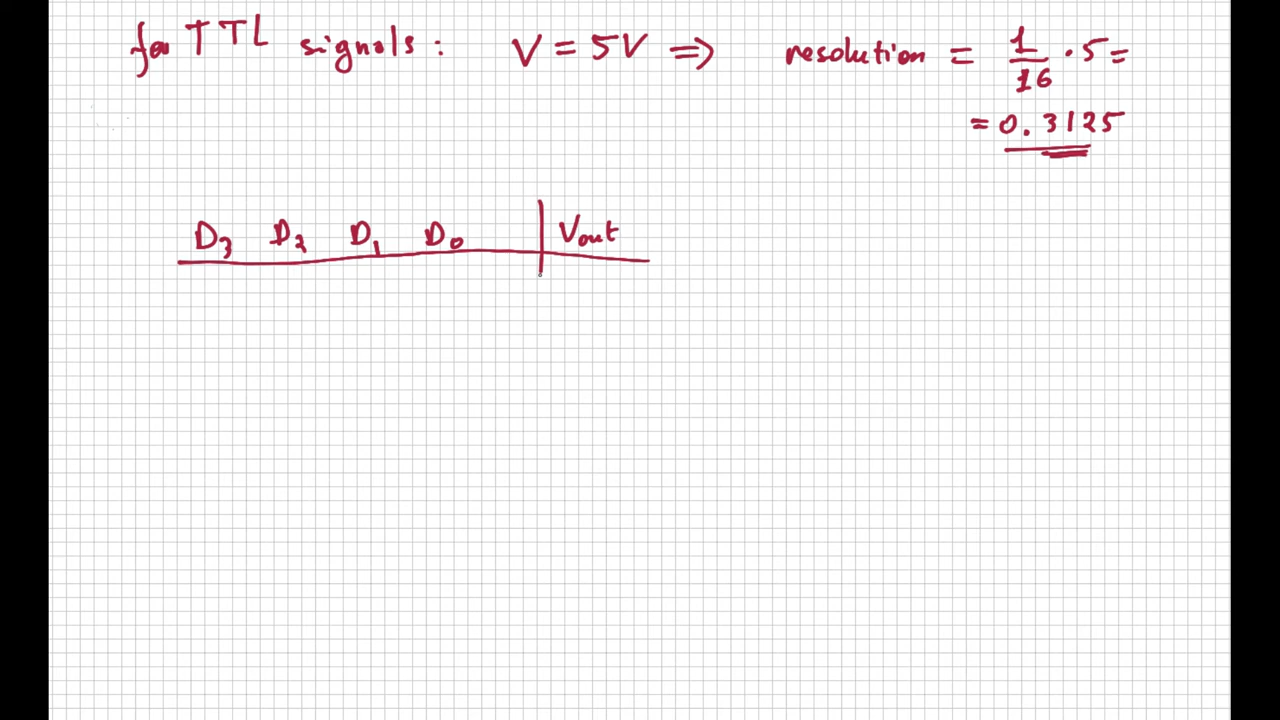 for TTL signals: V = 5V ⇒ resolution = 1/16 · 5 =
= 0.3125
D₃ D₂ D₁ D₀ Vout